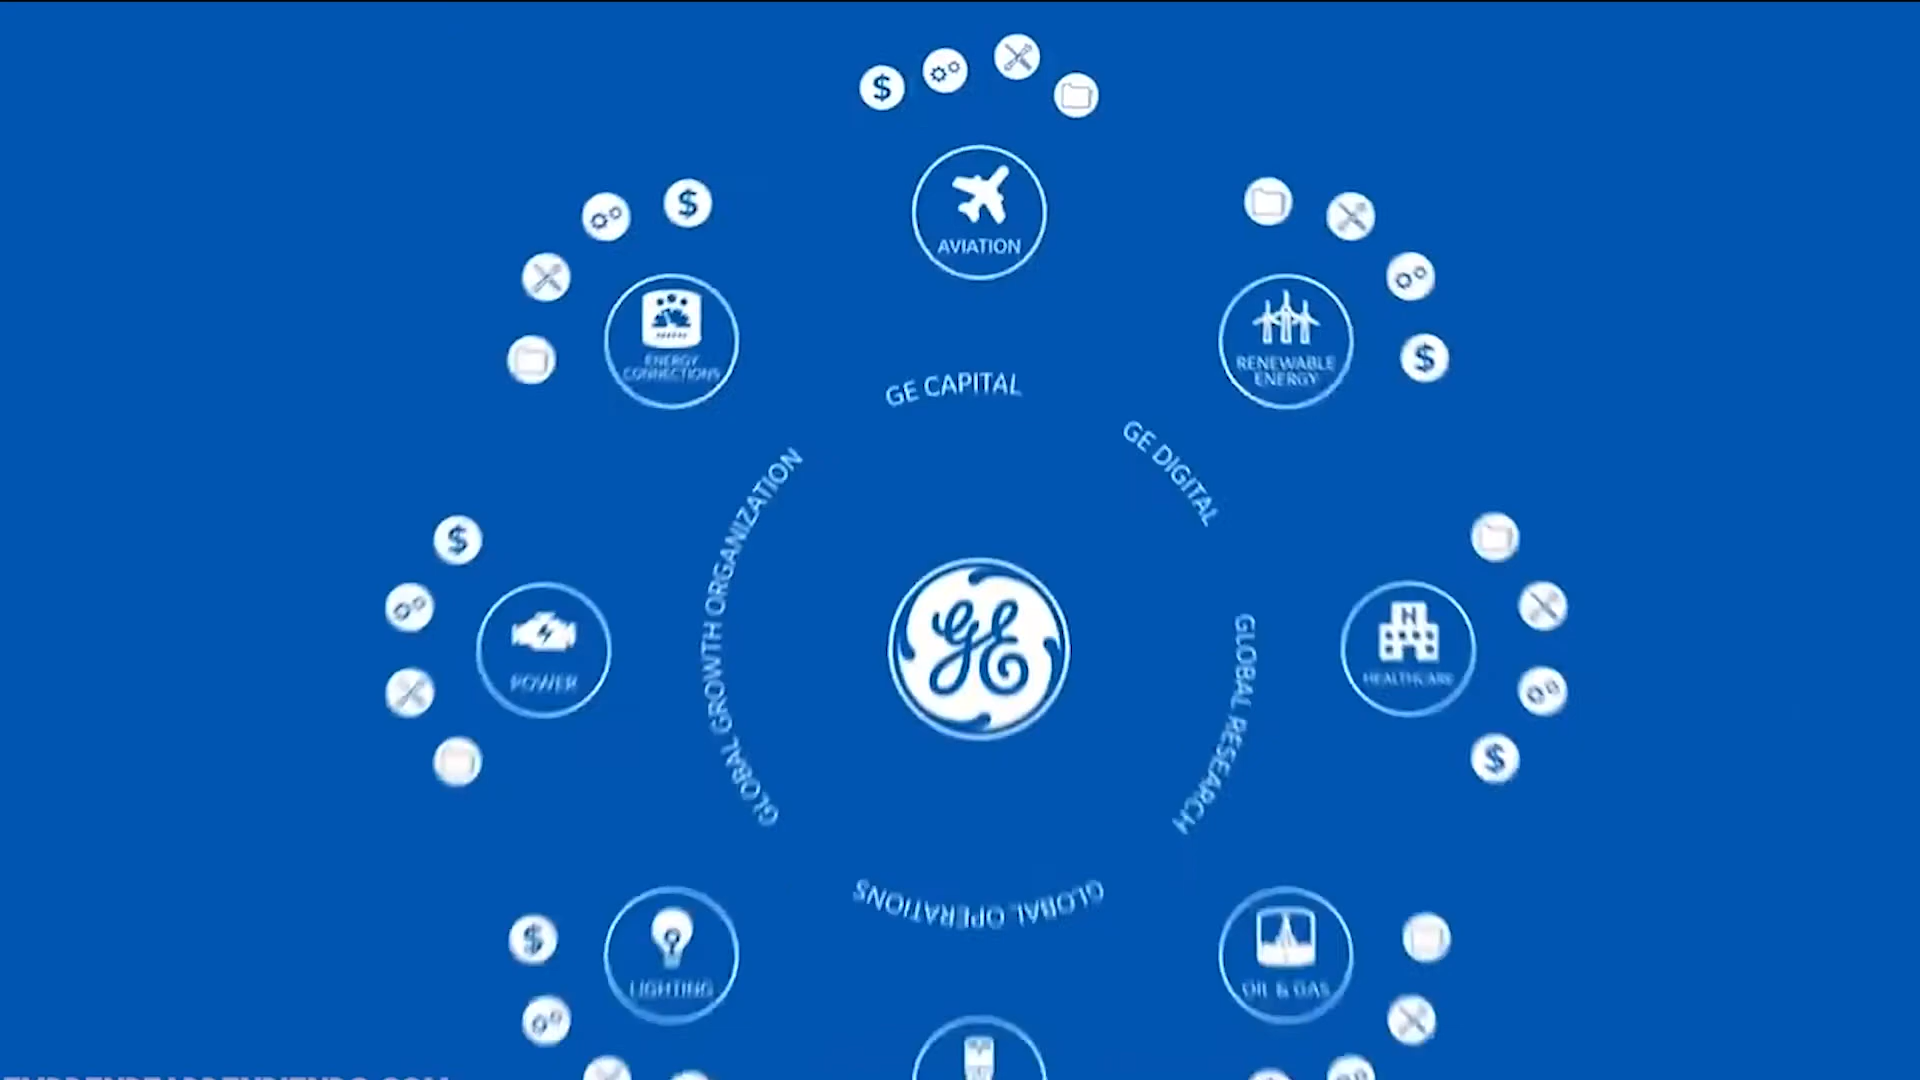 AVIATION
ENERGY
CONNECTIONS
RENEWABLE
ENERGY
GE CAPITAL
GE DIGITAL
GLOBAL GROWTH ORGANIZATION
GE
POWER
HEALTHCARE
H
GLOBAL RESEARCH
GLOBAL OPERATIONS
LIGHTING
OIL & GAS